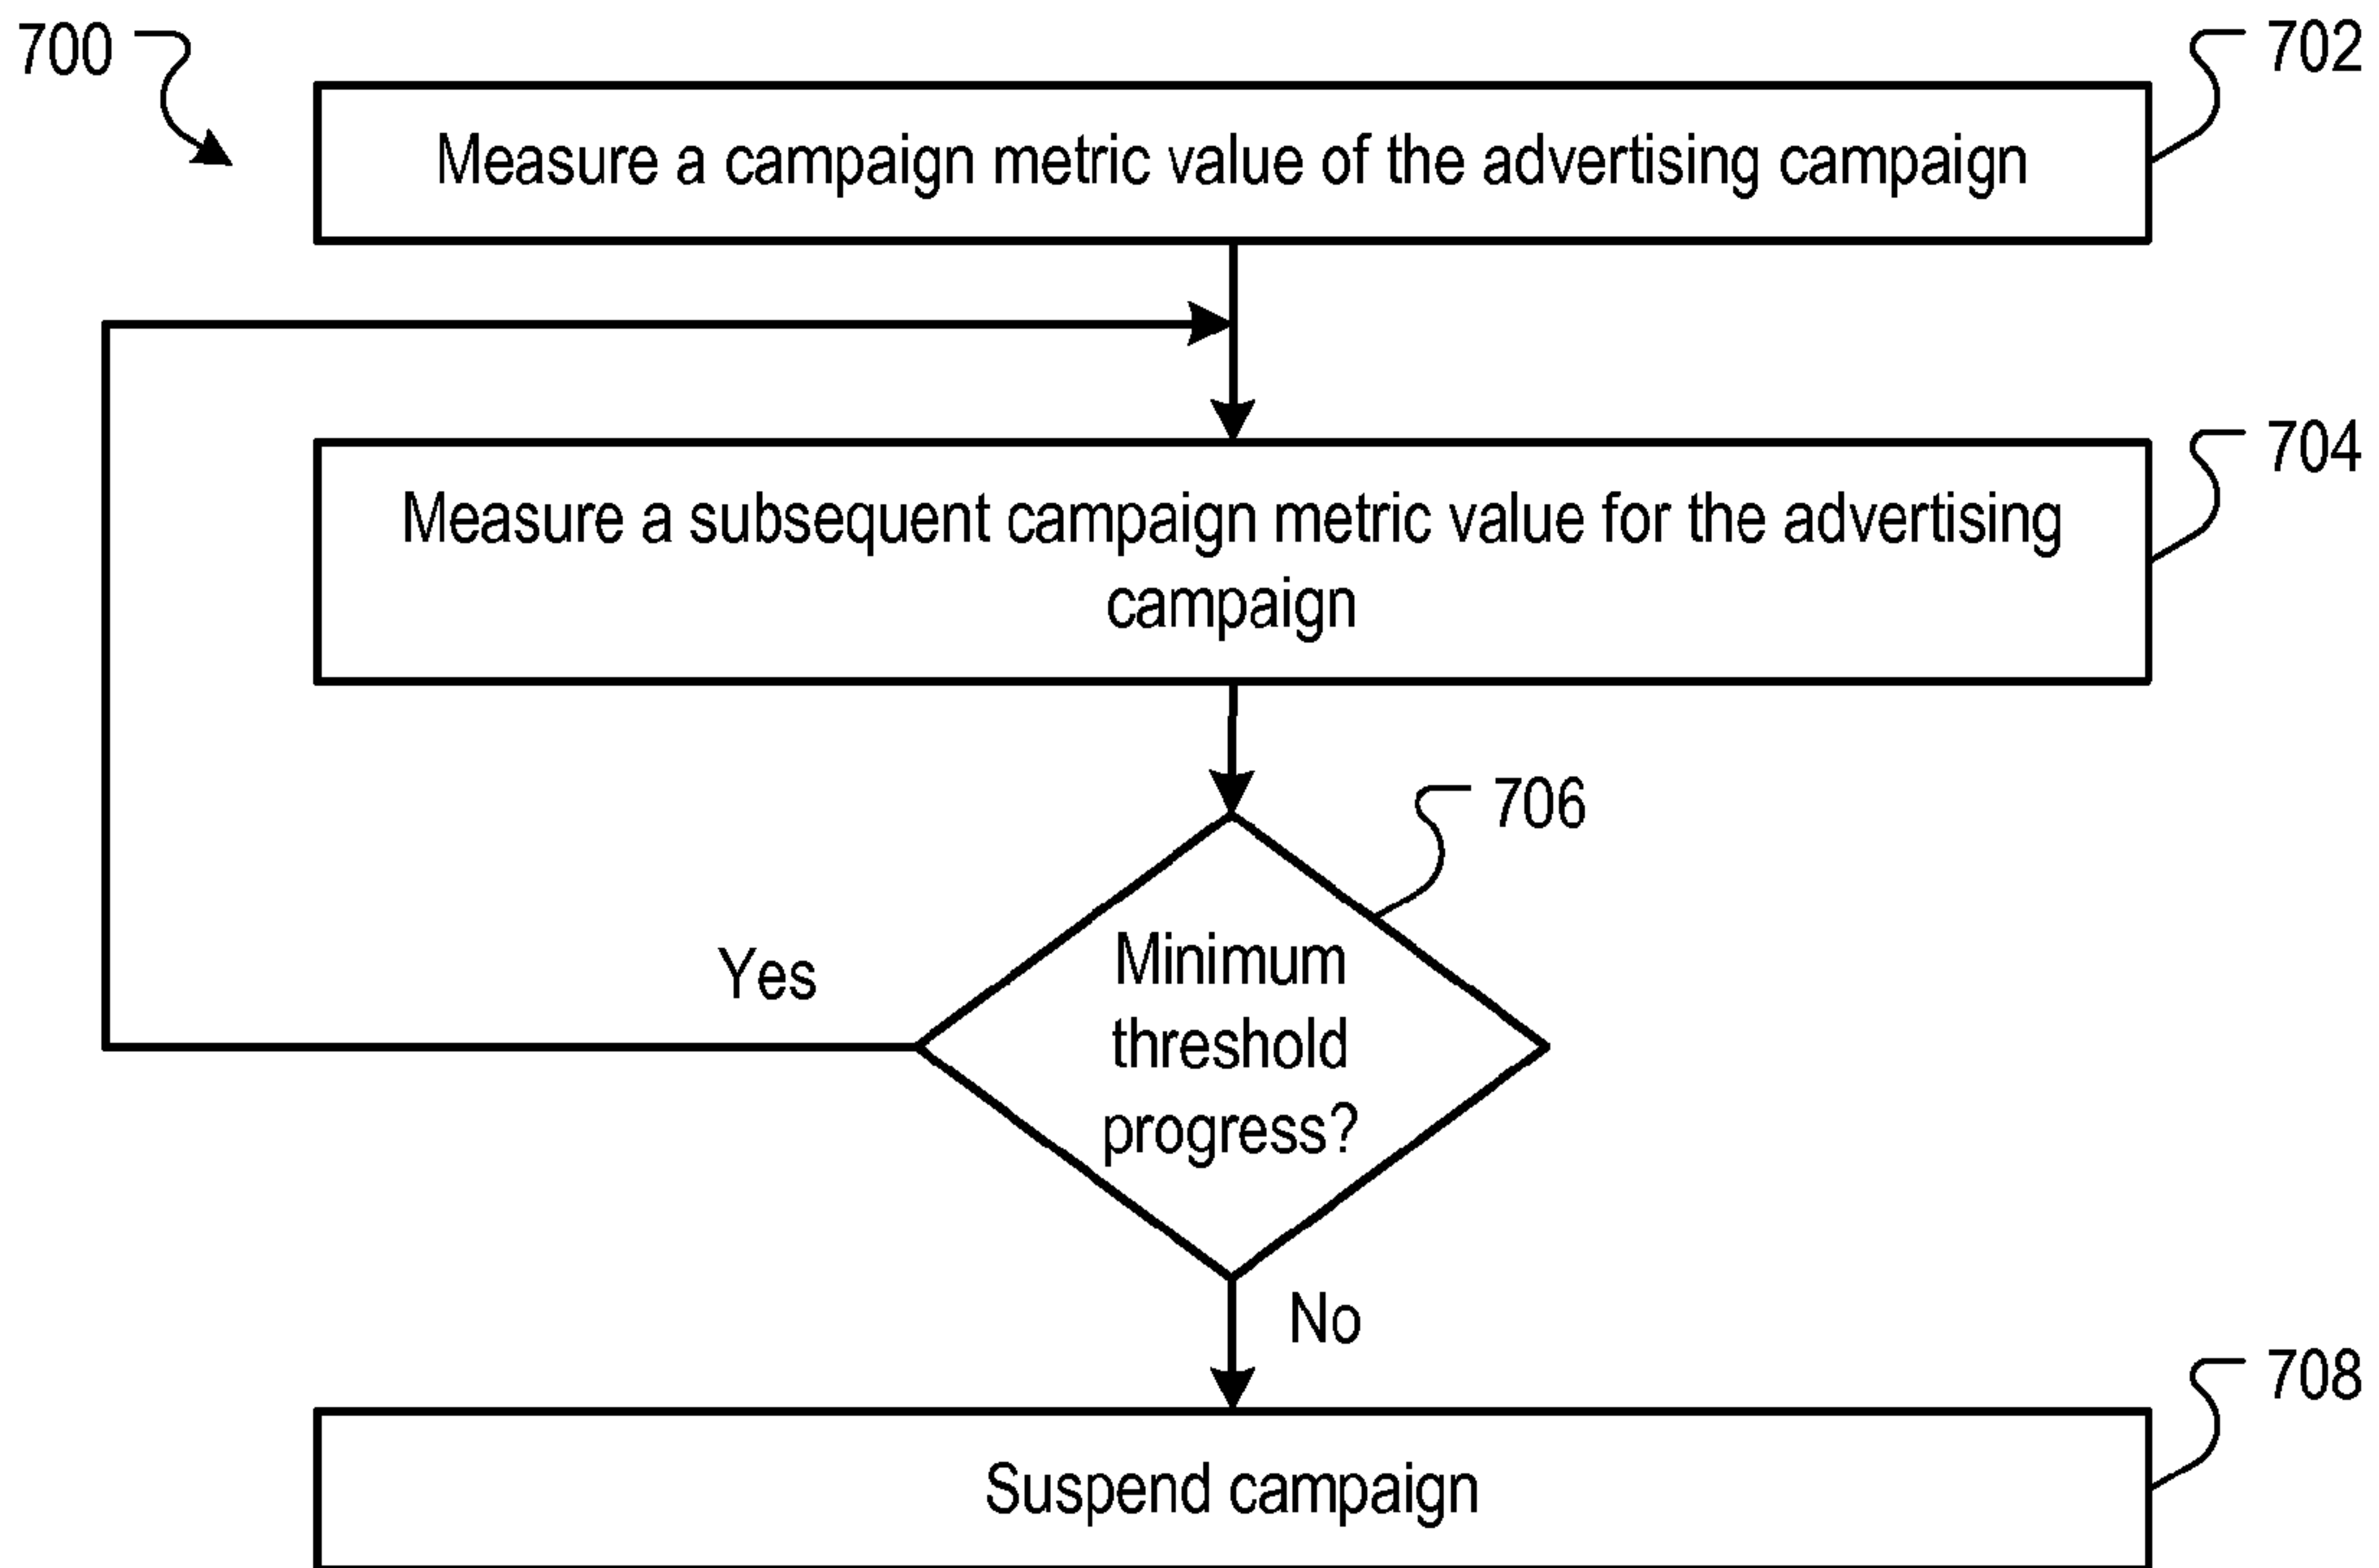 700
702
Measure a campaign metric value of the advertising campaign
704
Measure a subsequent campaign metric value for the advertising
campaign
706
Minimum
threshold
progress?
Yes
No
708
Suspend campaign